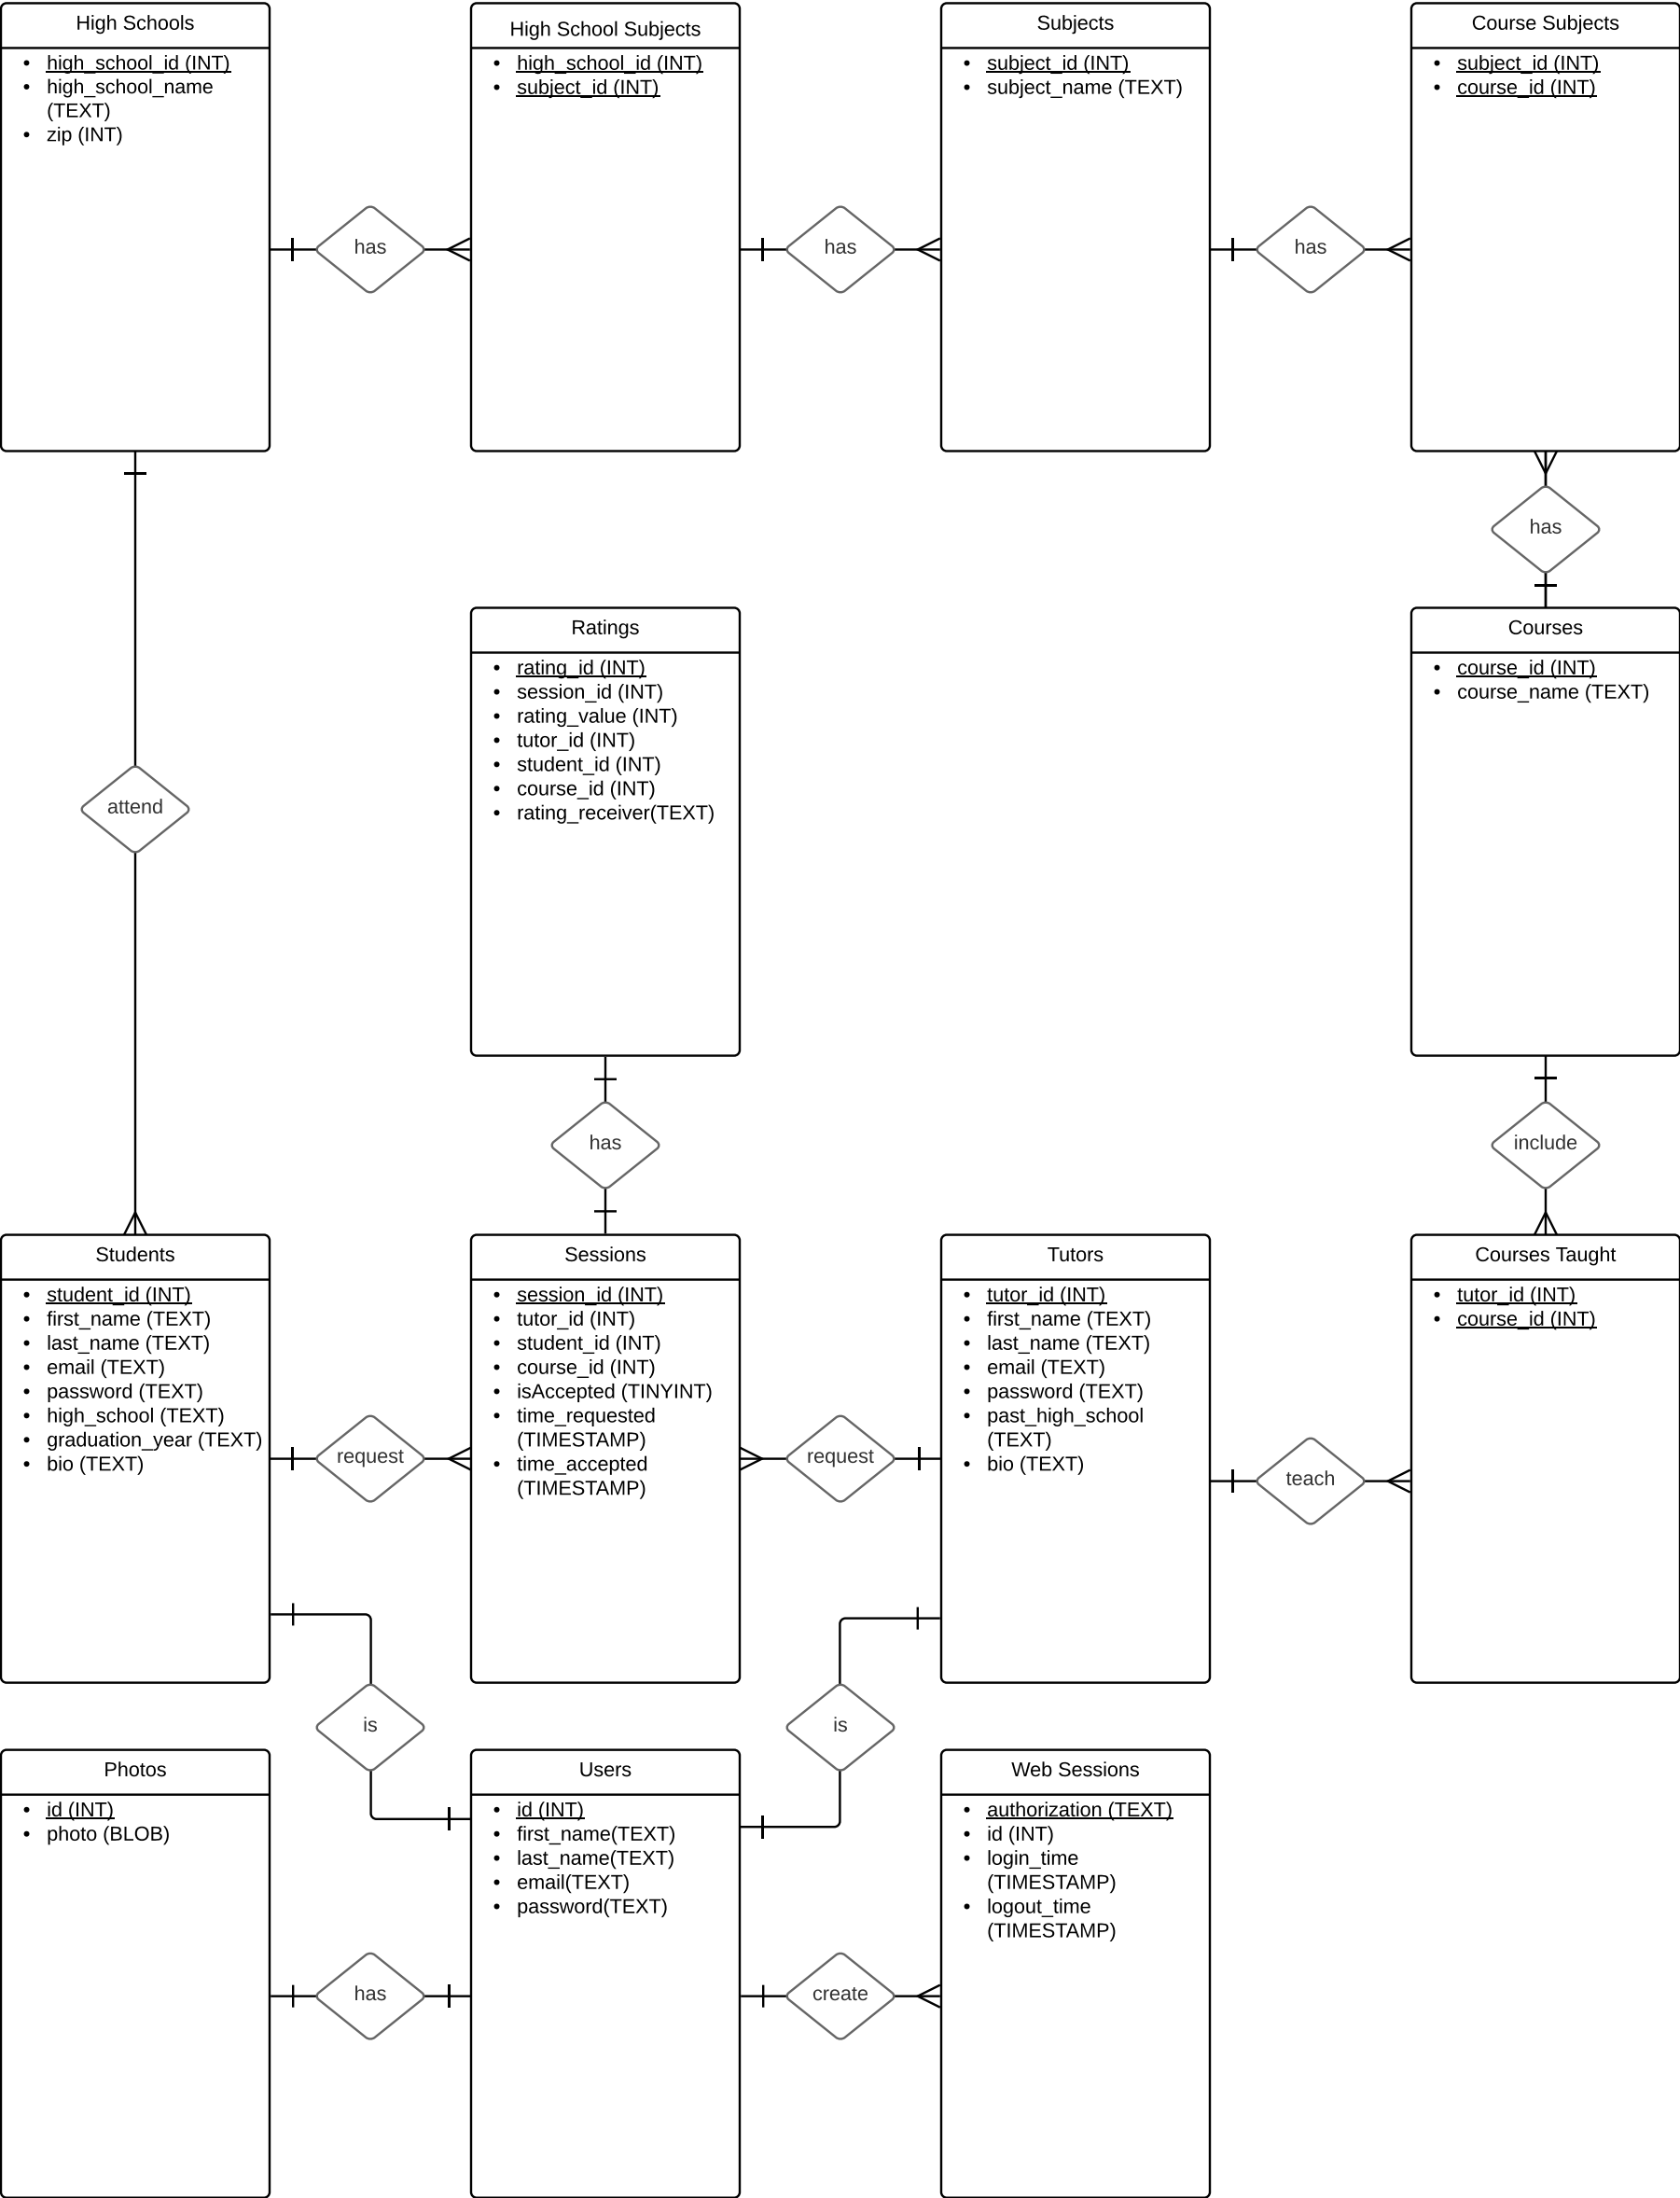 High Schools
• high_school_id (INT)
• high_school_name
(TEXT)
• zip (INT)
High School Subjects
• high_school_id (INT)
• subject_id (INT)
Subjects
• subject_id (INT)
• subject_name (TEXT)
Course Subjects
• subject_id (INT)
• course_id (INT)
has
has
has
has
attend
Ratings
• rating_id (INT)
• session_id (INT)
• rating_value (INT)
• tutor_id (INT)
• student_id (INT)
• course_id (INT)
• rating_receiver(TEXT)
Courses
• course_id (INT)
• course_name (TEXT)
has
include
Students
• student_id (INT)
• first_name (TEXT)
• last_name (TEXT)
• email (TEXT)
• password (TEXT)
• high_school (TEXT)
• graduation_year (TEXT)
• bio (TEXT)
request
Sessions
• session_id (INT)
• tutor_id (INT)
• student_id (INT)
• course_id (INT)
• isAccepted (TINYINT)
• time_requested
(TIMESTAMP)
• time_accepted
(TIMESTAMP)
request
Tutors
• tutor_id (INT)
• first_name (TEXT)
• last_name (TEXT)
• email (TEXT)
• password (TEXT)
• past_high_school
(TEXT)
• bio (TEXT)
teach
Courses Taught
• tutor_id (INT)
• course_id (INT)
is
is
Photos
• id (INT)
• photo (BLOB)
has
Users
• id (INT)
• first_name(TEXT)
• last_name(TEXT)
• email(TEXT)
• password(TEXT)
create
Web Sessions
• authorization (TEXT)
• id (INT)
• login_time
(TIMESTAMP)
• logout_time
(TIMESTAMP)